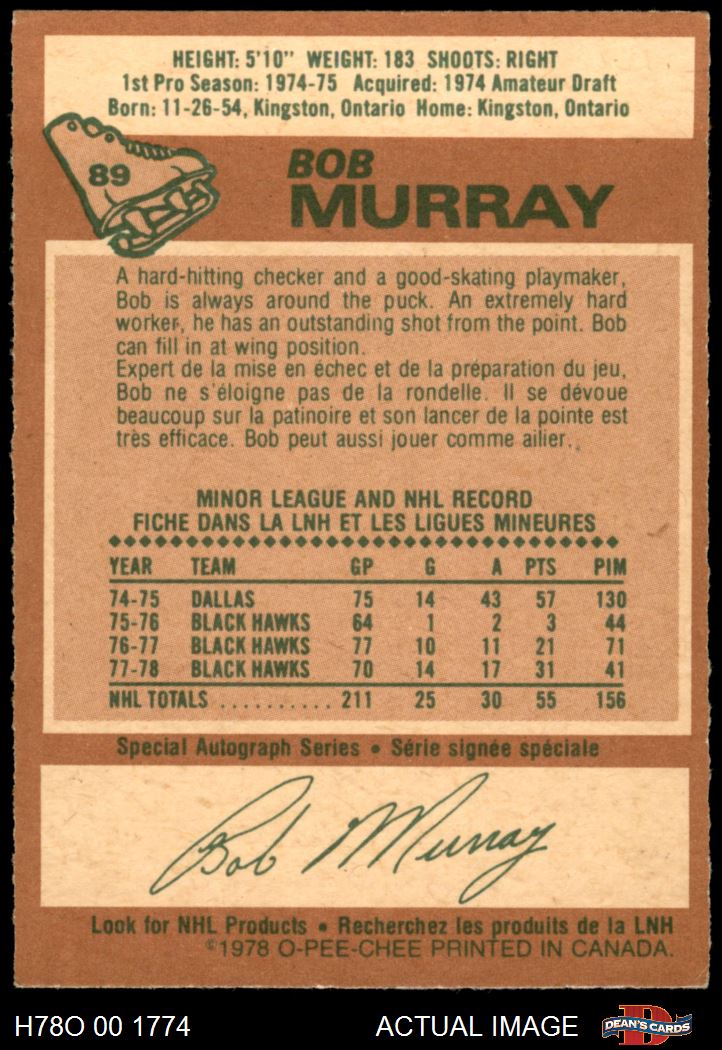 HEIGHT: 5'10" WEIGHT: 183 SHOOTS: RIGHT
1st Pro Season: 1974-75 Acquired: 1974 Amateur Draft
Born: 11-26-54, Kingston, Ontario Home: Kingston, Ontario
89
BOB
MURRAY
A hard-hitting checker and a good-skating playmaker,
Bob is always around the puck. An extremely hard
worker, he has an outstanding shot from the point. Bob
can fill in at wing position.
Expert de la mise en échec et de la préparation du jeu,
Bob ne s'éloigne pas de la rondelle. Il se dévoue
beaucoup sur la patinoire et son lancer de la pointe est
très efficace. Bob peut aussi jouer comme ailier.
MINOR LEAGUE AND NHL RECORD
FICHE DANS LA LNH ET LES LIGUES MINEURES
YEAR TEAM GP G A PTS PIM
74-75 DALLAS 75 14 43 57 130
75-76 BLACK HAWKS 64 1 2 3 44
76-77 BLACK HAWKS 77 10 11 21 71
77-78 BLACK HAWKS 70 14 17 31 41
NHL TOTALS .......... 211 25 30 55 156
Special Autograph Series • Série signée spéciale
Bob Murray
Look for NHL Products • Recherchez les produits de la LNH
©1978 O-PEE-CHEE PRINTED IN CANADA.
H78O 00 1774 ACTUAL IMAGE D DEAN'S CARDS